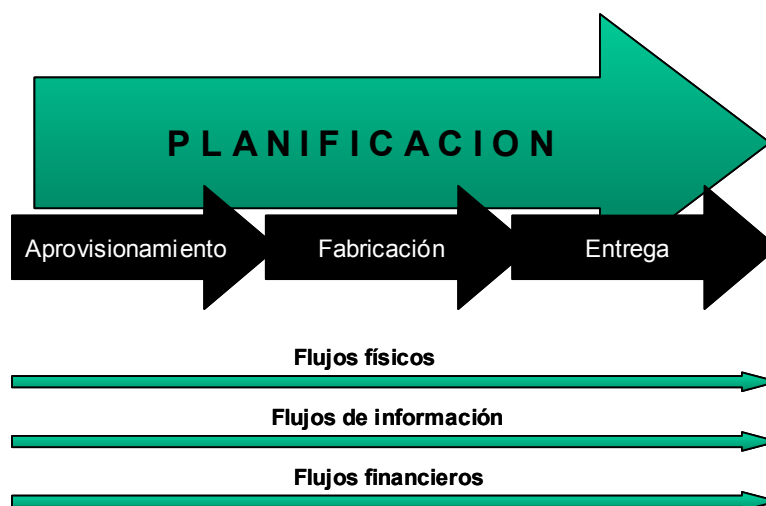 PLANIFICACION
Aprovisionamiento
Fabricación
Entrega
Flujos físicos
Flujos de información
Flujos financieros